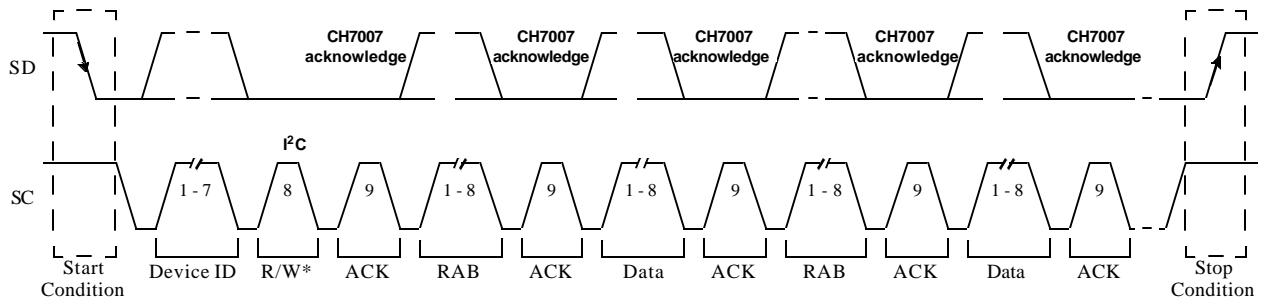 CH7007 acknowledge
CH7007 acknowledge
CH7007 acknowledge
CH7007 acknowledge
CH7007 acknowledge
SD
I²C
SC
1 - 7
8
9
1 - 8
9
1 - 8
9
1 - 8
9
1 - 8
9
Start Condition
Device ID
R/W*
ACK
RAB
ACK
Data
ACK
RAB
ACK
Data
ACK
Stop Condition